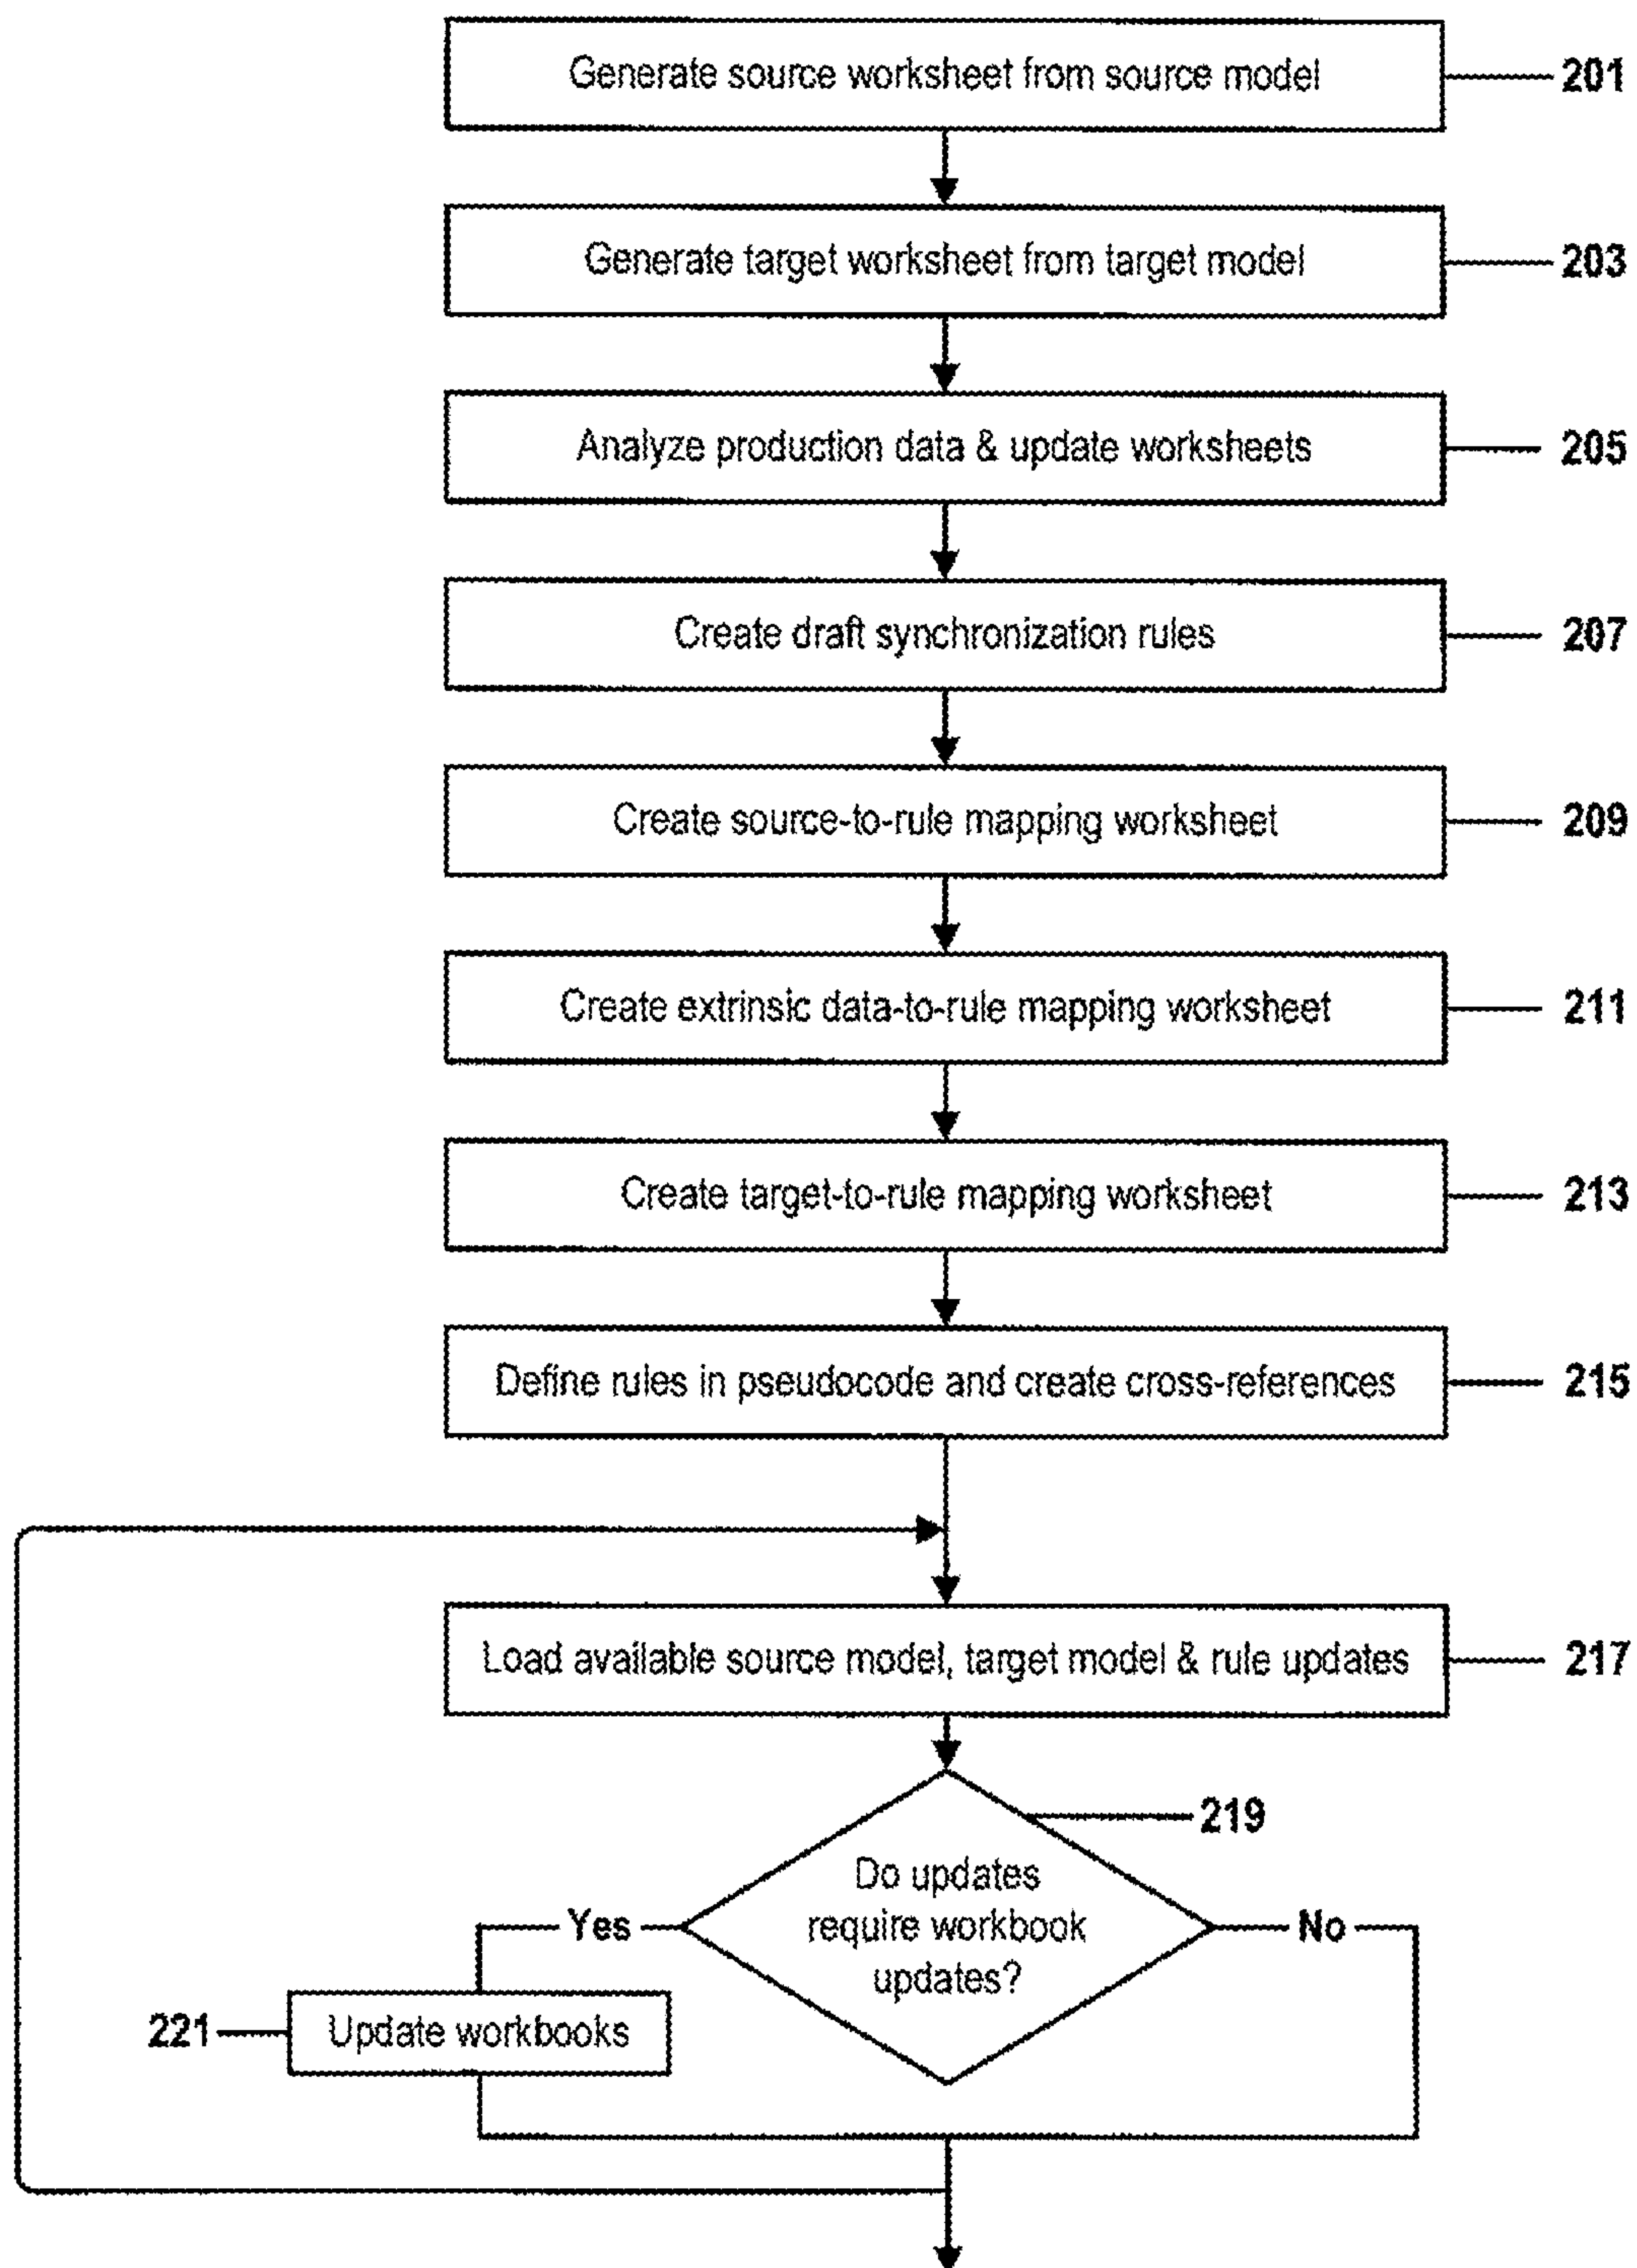 Generate source worksheet from source model
201
Generate target worksheet from target model
203
Analyze production data & update worksheets
205
Create draft synchronization rules
207
Create source-to-rule mapping worksheet
209
Create extrinsic data-to-rule mapping worksheet
211
Create target-to-rule mapping worksheet
213
Define rules in pseudocode and create cross-references
215
Load available source model, target model & rule updates
217
219
Do updates
require workbook
updates?
Yes
No
221
Update workbooks